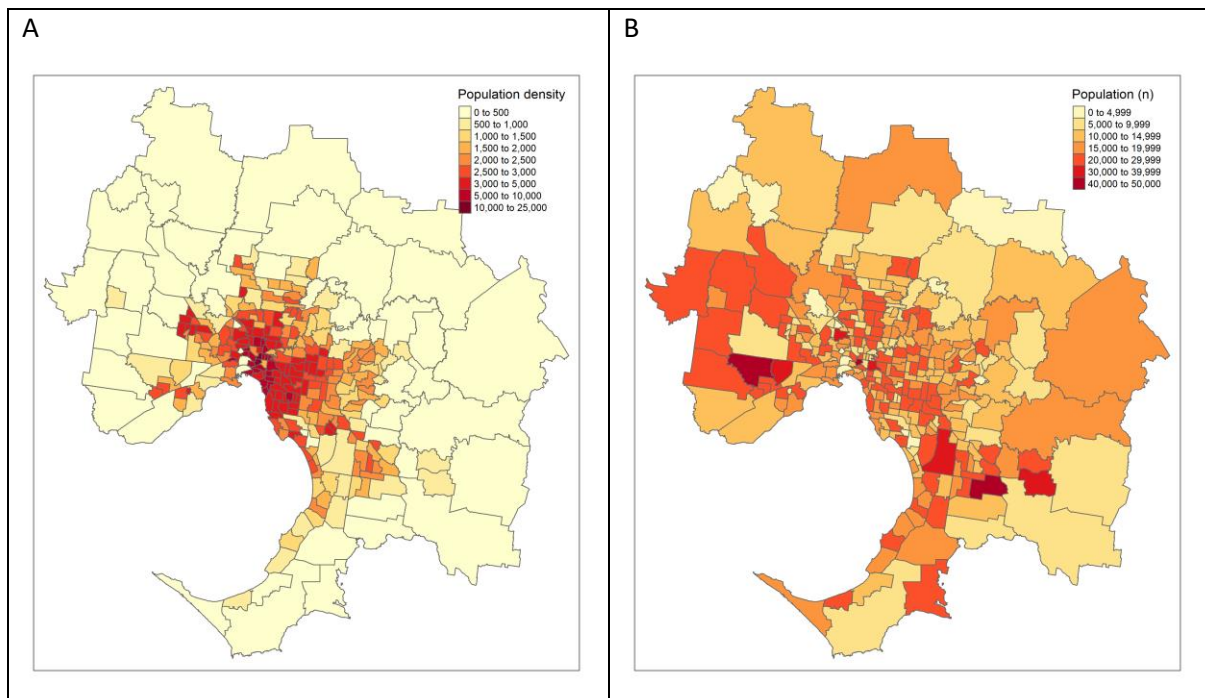 A
Population density
0 to 500
500 to 1,000
1,000 to 1,500
1,500 to 2,000
2,000 to 2,500
2,500 to 3,000
3,000 to 5,000
5,000 to 10,000
10,000 to 25,000
B
Population (n)
0 to 4,999
5,000 to 9,999
10,000 to 14,999
15,000 to 19,999
20,000 to 29,999
30,000 to 39,999
40,000 to 50,000